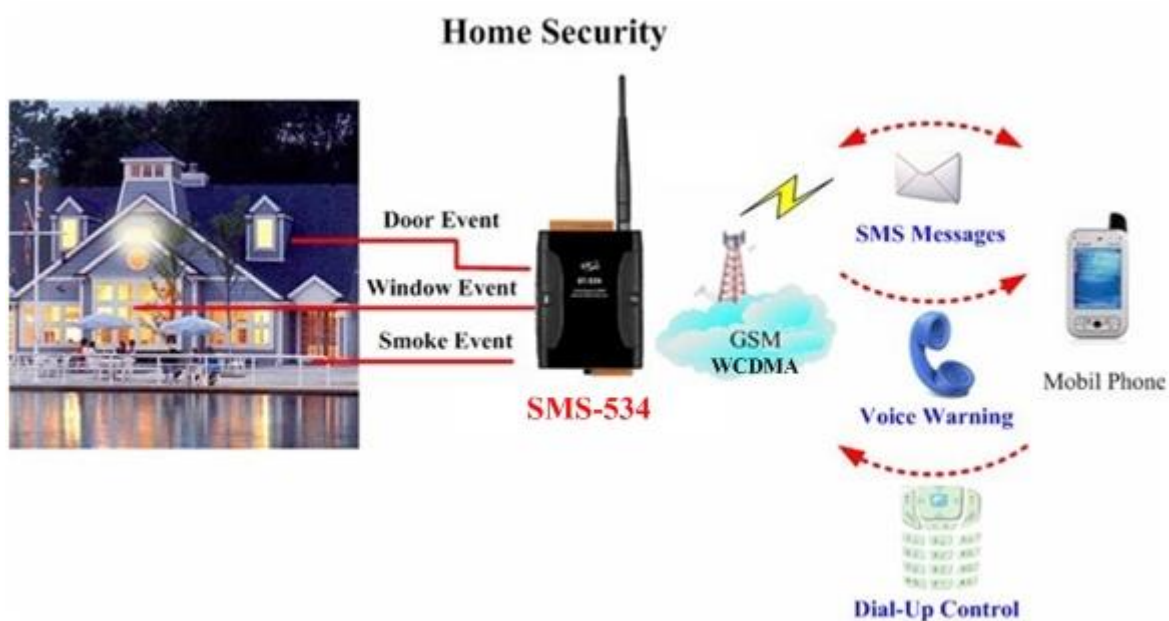 Home Security
Door Event
Window Event
Smoke Event
SMS-534
GSM
WCDMA
SMS Messages
Voice Warning
Dial-Up Control
Mobil Phone